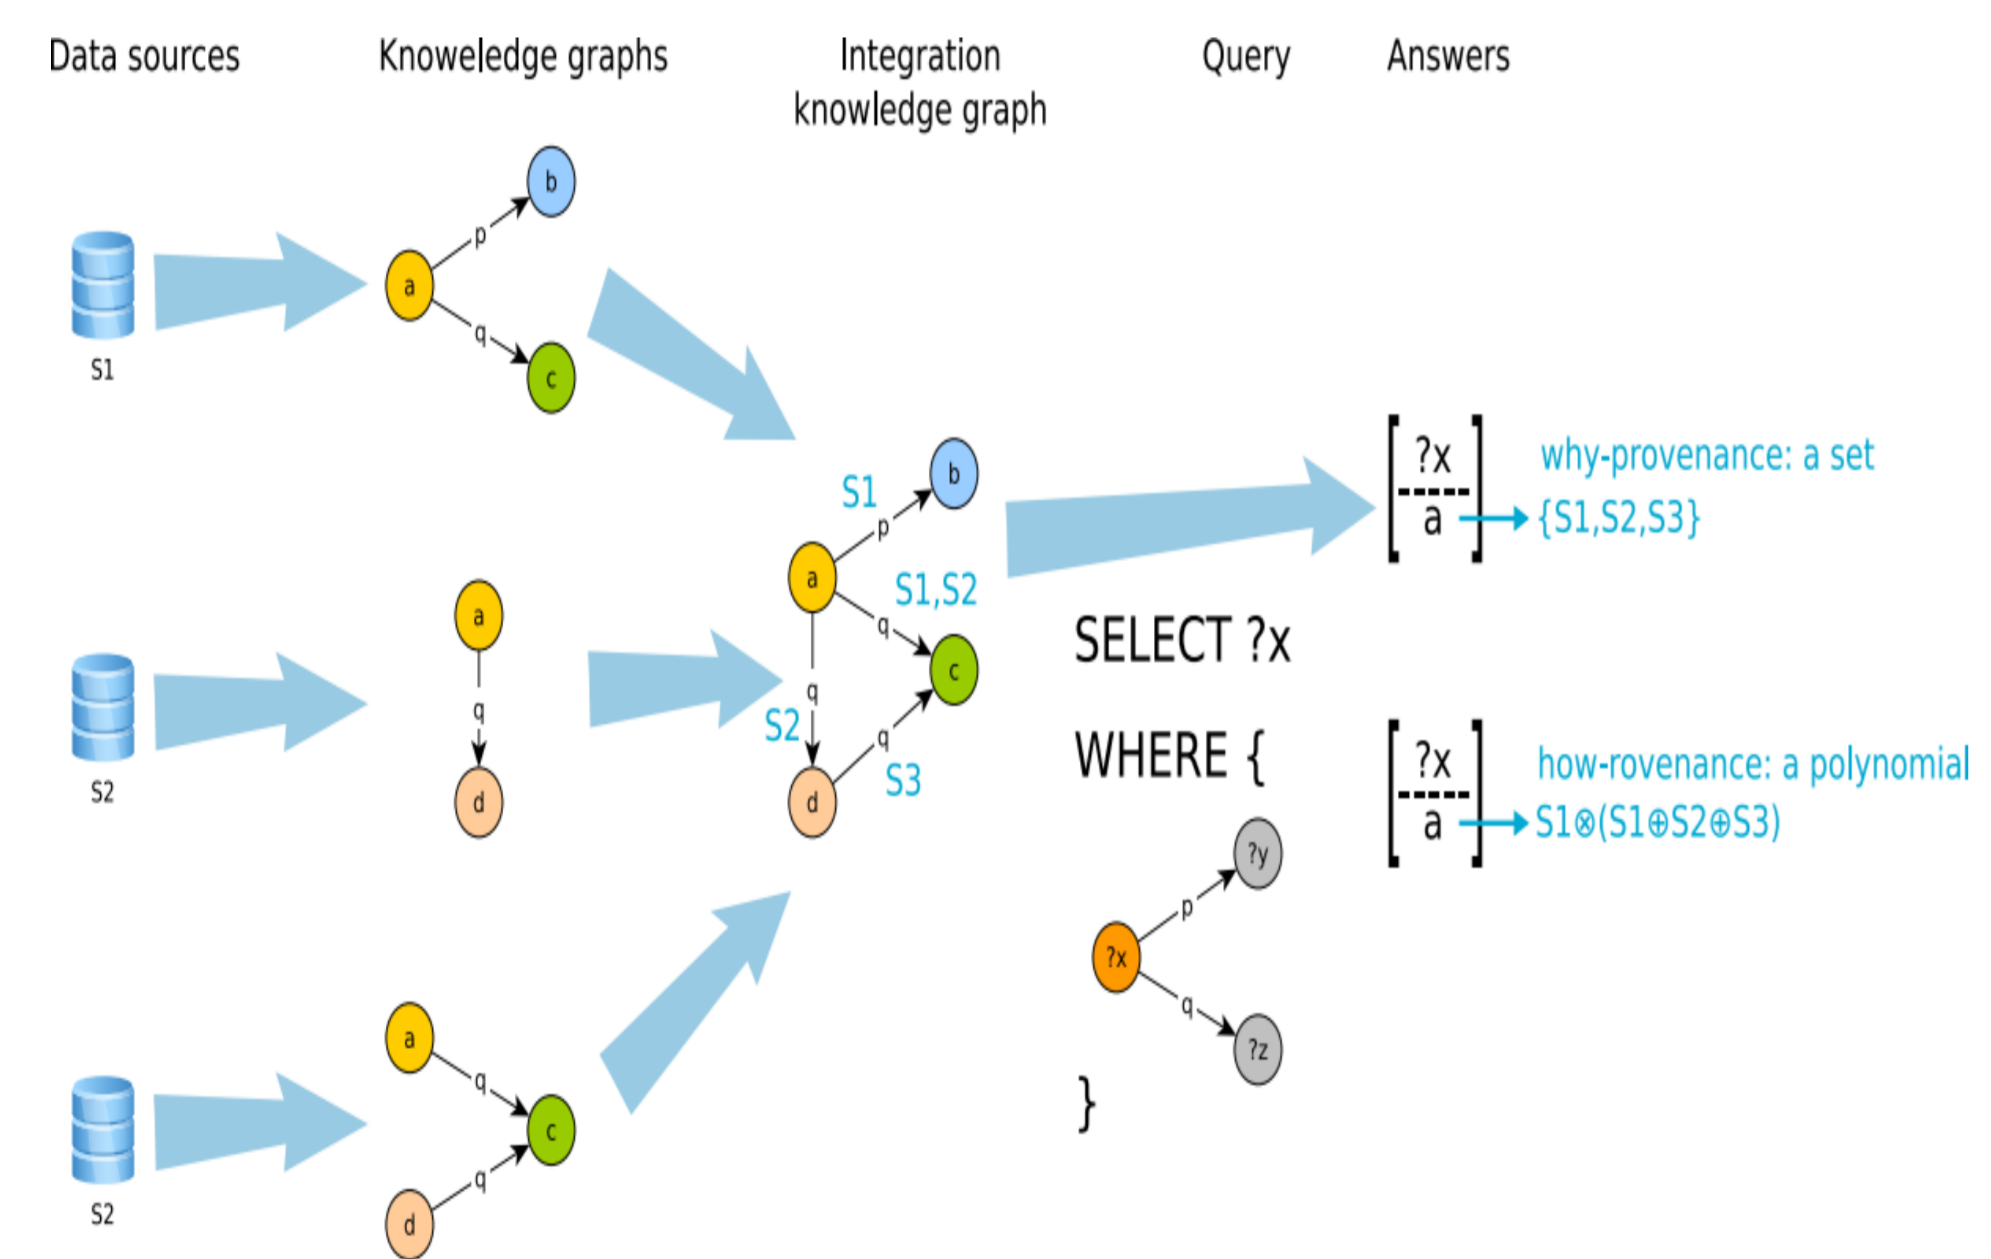 Data sources
Knoweledge graphs
Integration
knowledge graph
Query
Answers
b
p
a
q
c
S1
a
q
d
S2
a
q
c
q
d
S2
S1
b
p
a
S1,S2
q
c
q
S2
q
d
S3
SELECT ?x
WHERE {
?y
p
?x
q
?z
}
?x
a
why-provenance: a set
{S1,S2,S3}
?x
a
how-rovenance: a polynomial
S1⊗(S1⊕S2⊕S3)